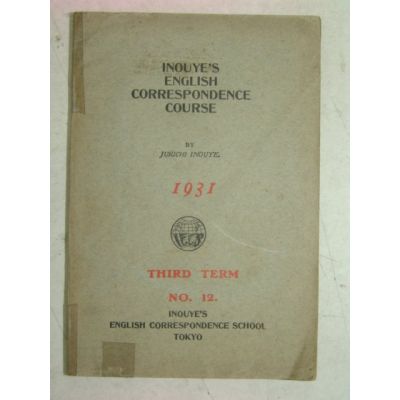 INOUYE'S
ENGLISH
CORRESPONDENCE
COURSE
BY
JUKICHI INOUYE.
1931
THIRD TERM
NO. 12.
INOUYE'S
ENGLISH CORRESPONDENCE SCHOOL
TOKYO